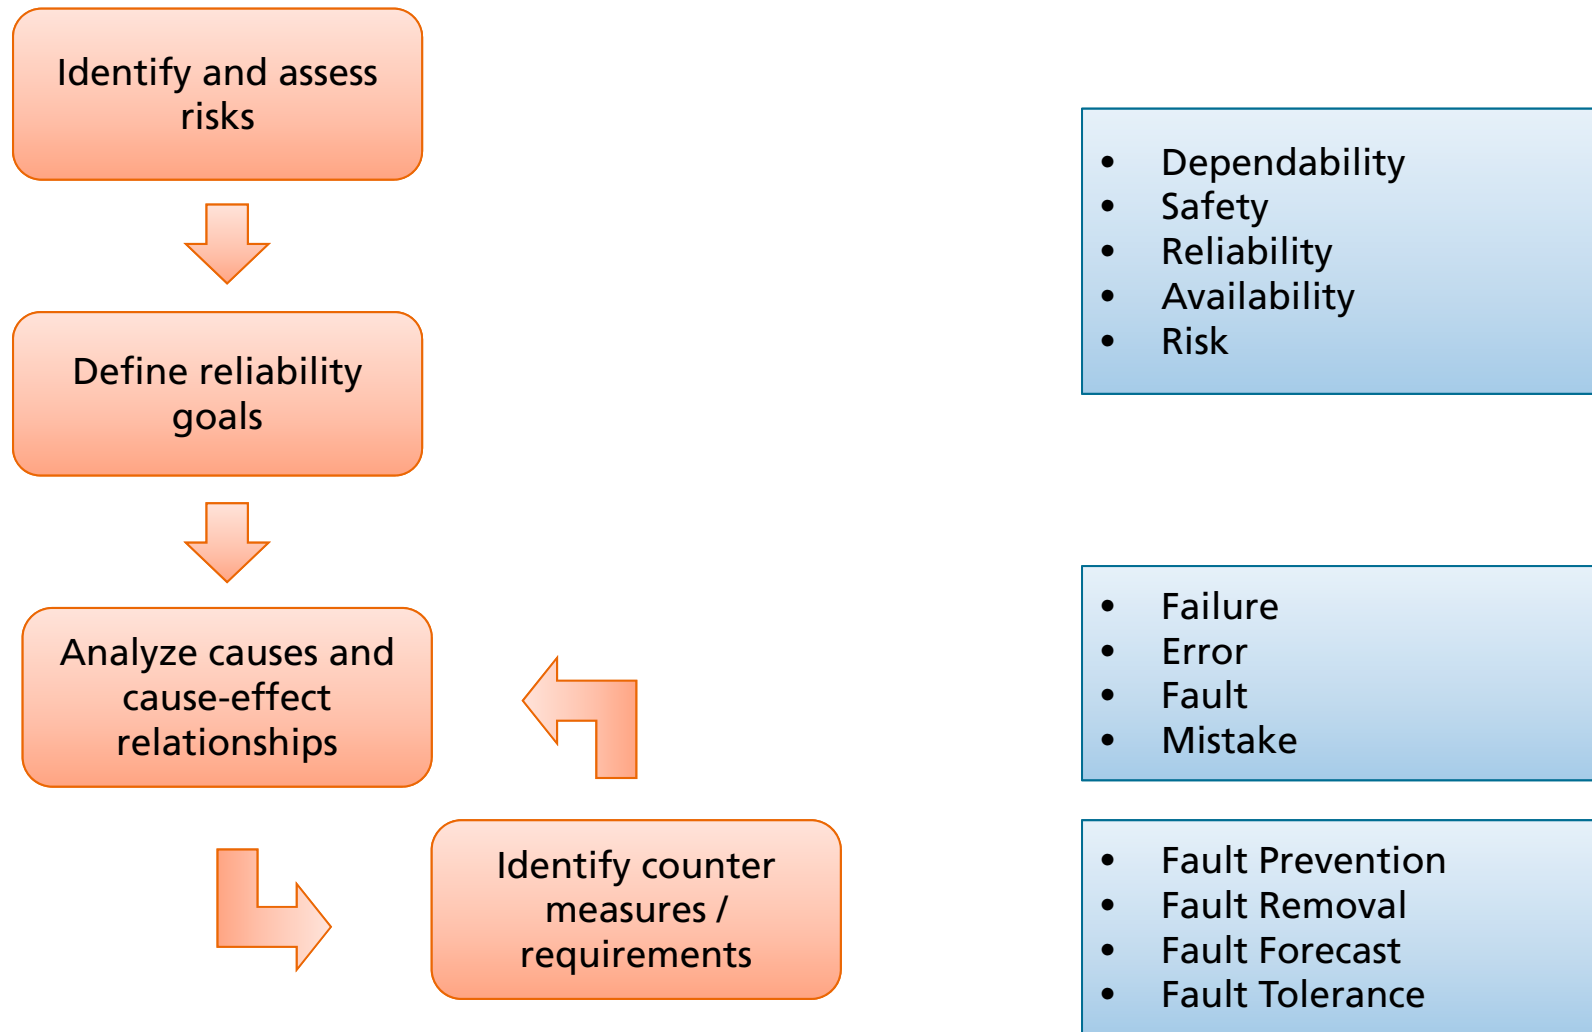 Identify and assess
risks
Define reliability
goals
Analyze causes and
cause-effect
relationships
Identify counter
measures /
requirements
• Dependability
• Safety
• Reliability
• Availability
• Risk
• Failure
• Error
• Fault
• Mistake
• Fault Prevention
• Fault Removal
• Fault Forecast
• Fault Tolerance